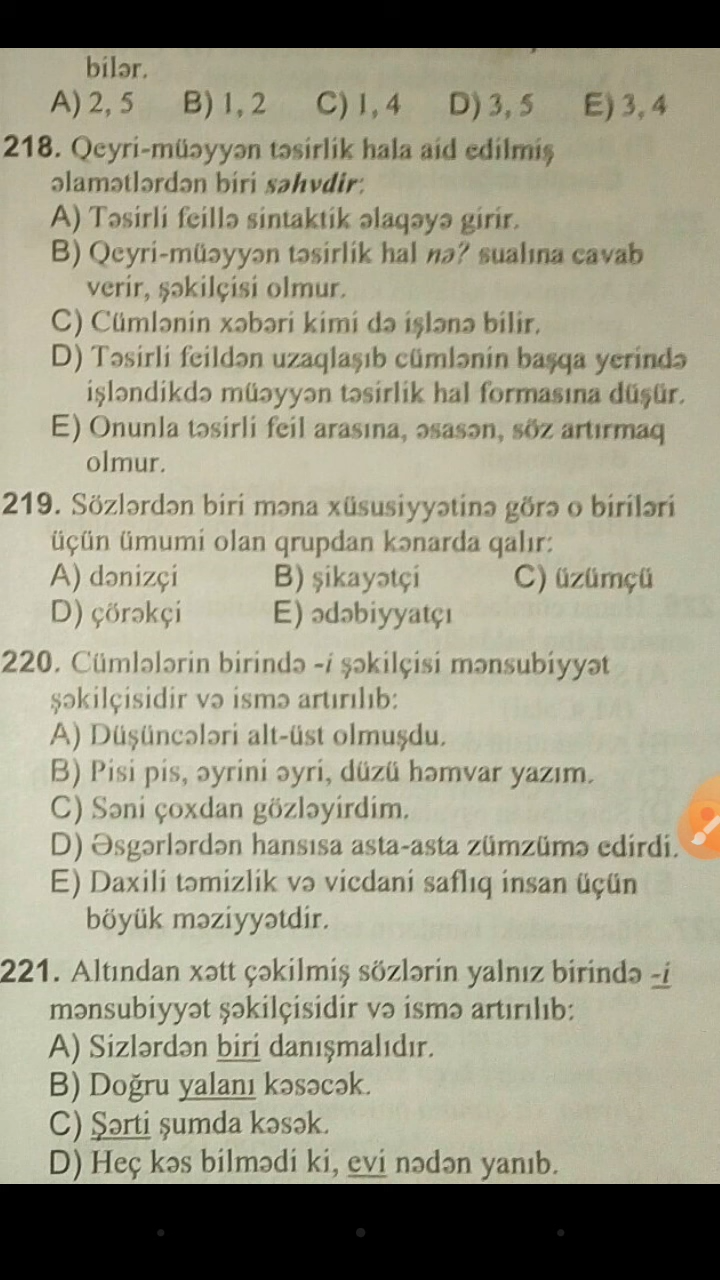 bilər.
A) 2, 5 B) 1, 2 C) 1, 4 D) 3, 5 E) 3, 4
218. Qeyri-müəyyən təsirlik hala aid edilmiş
əlamətlərdən biri səhvdir:
A) Təsirli feillə sintaktik əlaqəyə girir.
B) Qeyri-müəyyən təsirlik hal nə? sualına cavab
verir, şəkilçisi olmur.
C) Cümlənin xəbəri kimi də işlənə bilir.
D) Təsirli feildən uzaqlaşıb cümlənin başqa yerində
işləndikdə müəyyən təsirlik hal formasına düşür.
E) Onunla təsirli feil arasına, əsasən, söz artırmaq
olmur.
219. Sözlərdən biri məna xüsusiyyətinə görə o biriləri
üçün ümumi olan qrupdan kənarda qalır:
A) dənizçi B) şikayətçi C) üzümçü
D) çörəkçi E) ədəbiyyatçı
220. Cümlələrin birində -i şəkilçisi mənsubiyyət
şəkilçisidir və ismə artırılıb:
A) Düşüncələri alt-üst olmuşdu.
B) Pisi pis, əyrini əyri, düzü həmvar yazım.
C) Səni çoxdan gözləyirdim.
D) Əsgərlərdən hansısa asta-asta zümzümə edirdi.
E) Daxili təmizlik və vicdani saflıq insan üçün
böyük məziyyətdir.
221. Altından xətt çəkilmiş sözlərin yalnız birində -i
mənsubiyyət şəkilçisidir və ismə artırılıb:
A) Sizlərdən biri danışmalıdır.
B) Doğru yalanı kəsəcək.
C) Şərti şumda kəsək.
D) Heç kəs bilmədi ki, evi nədən yanıb.